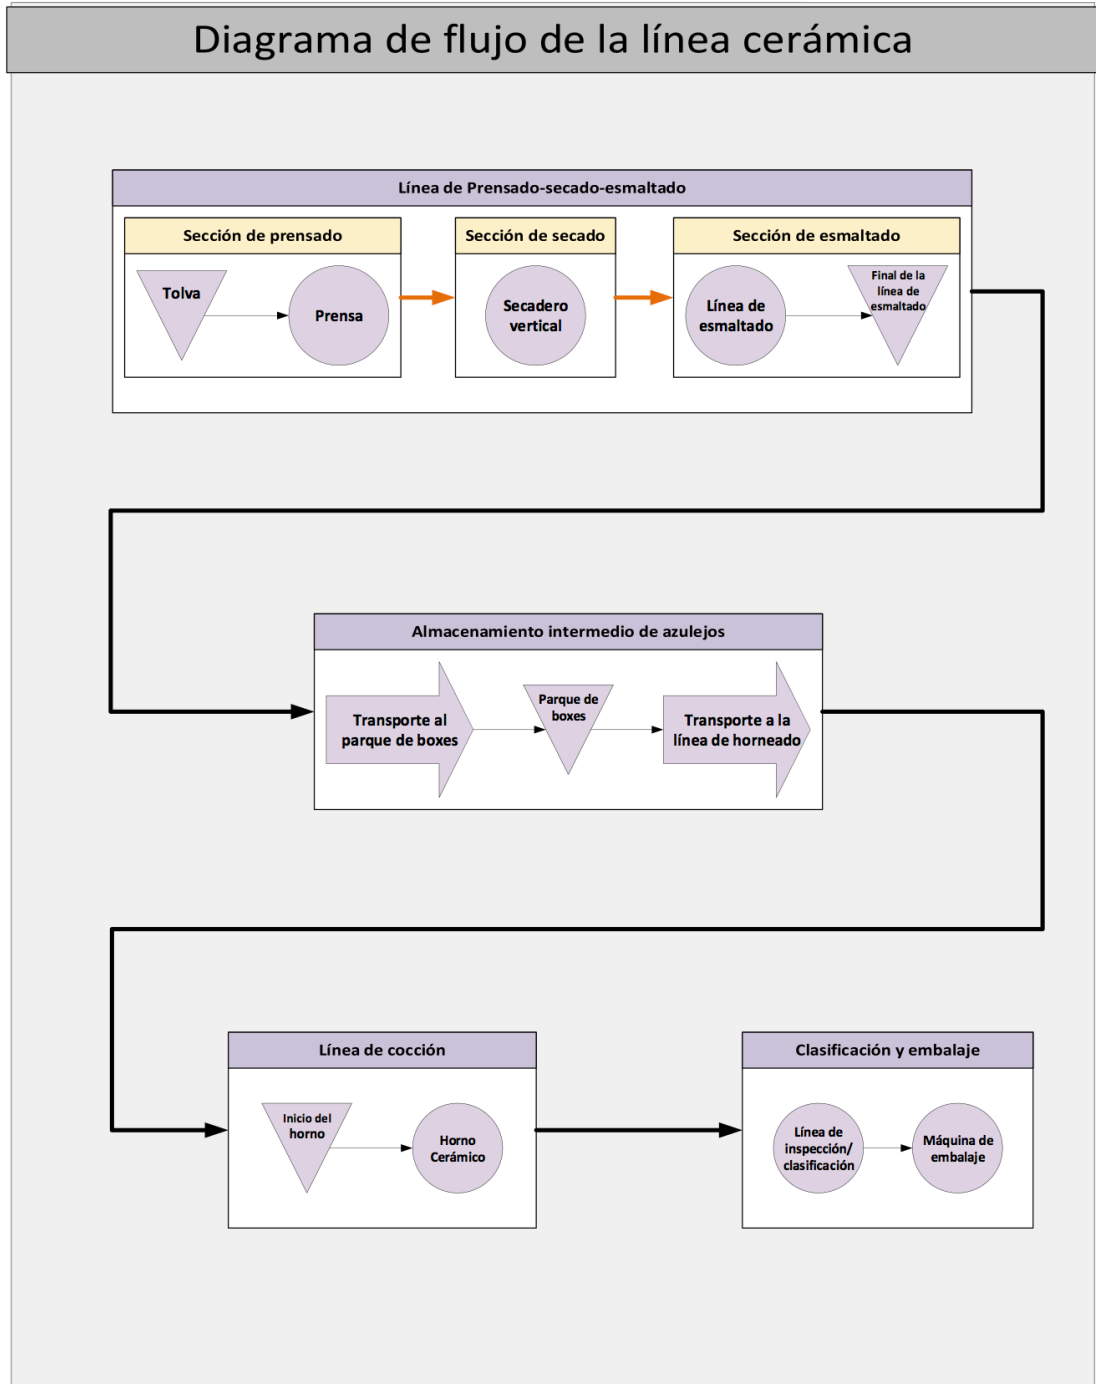 Diagrama de flujo de la línea cerámica
Línea de Prensado-secado-esmaltado
Sección de prensado
Tolva
Prensa
Sección de secado
Secadero
vertical
Sección de esmaltado
Línea de
esmaltado
Final de la
línea de
esmaltado
Almacenamiento intermedio de azulejos
Transporte al
parque de boxes
Parque de
boxes
Transporte a la
línea de horneado
Línea de cocción
Inicio del
horno
Horno
Cerámico
Clasificación y embalaje
Línea de
inspección/
clasificación
Máquina de
embalaje